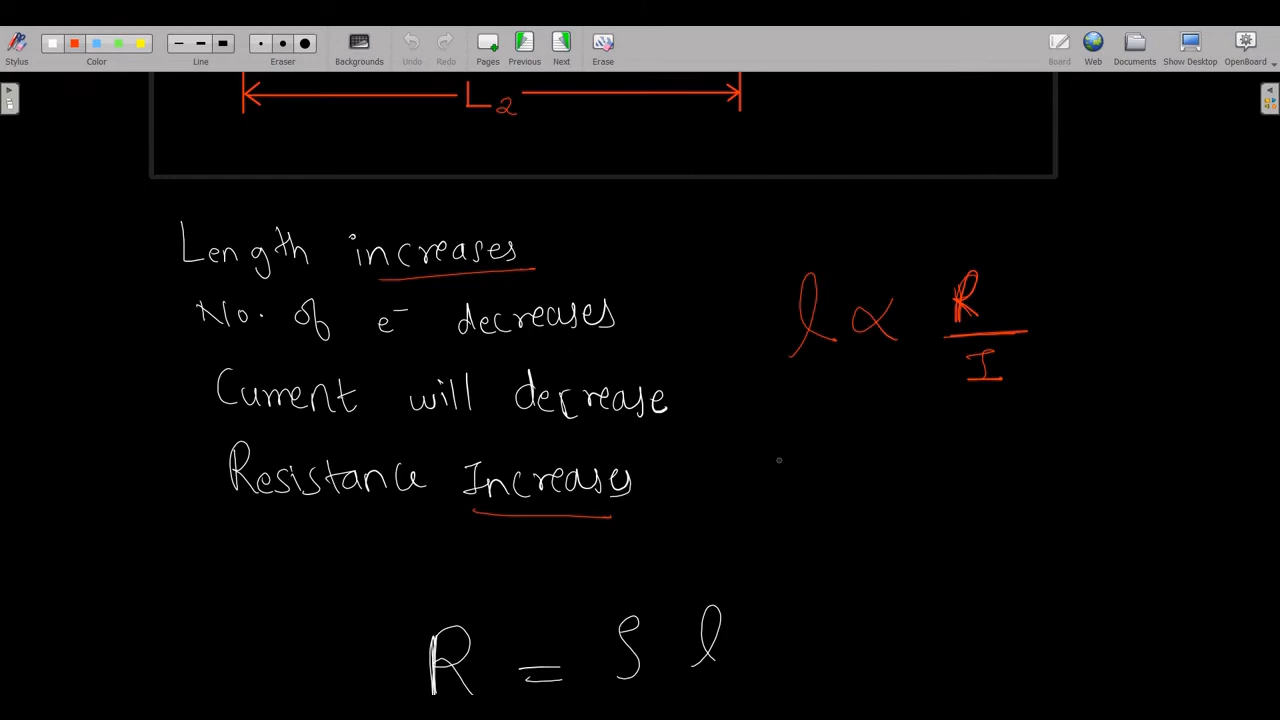 Stylus Color Line Eraser Backgrounds Undo Redo Pages Previous Next Erase Board Web Documents Show Desktop OpenBoard
L2
Length increases
No. of e⁻ decreases
Current will decrease
Resistance Increases
l ∝ R
I
R = ρ l